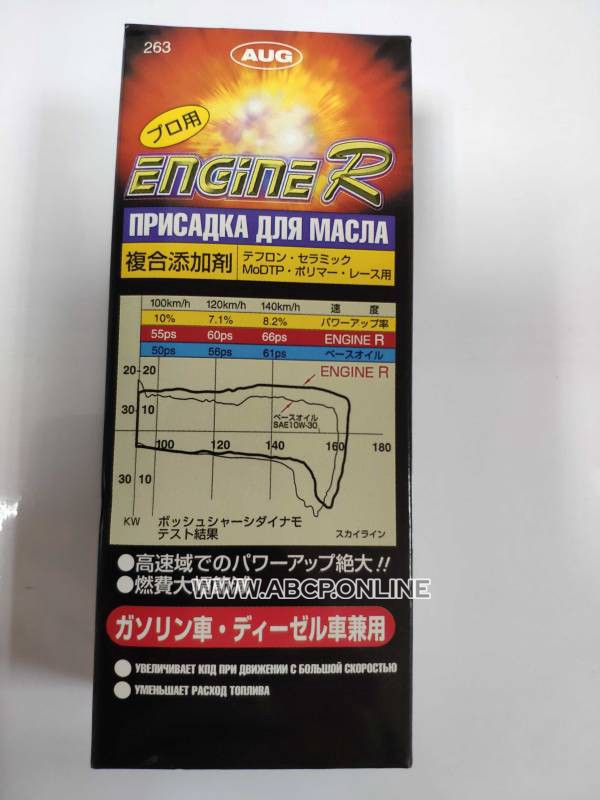 263
AUG
プロ用
ENGINE R
ПРИСАДКА ДЛЯ МАСЛА
複合添加剤
テフロン・セラミック
MoDTP・ポリマー・レース用
100km/h 120km/h 140km/h 速 度
10% 7.1% 8.2% パワーアップ率
55ps 60ps 66ps ENGINE R
50ps 56ps 61ps ベースオイル
20 20
ENGINE R
30 10
ベースオイル
SAE10W-30
100 120 140 160 180
30 10
KW
ボッシュシャーシダイナモ
テスト結果
スカイライン
●高速域でのパワーアップ絶大!!
●燃費大
WWW.ABCP.ONLINE
ガソリン車・ディーゼル車兼用
УВЕЛИЧИВАЕТ КПД ПРИ ДВИЖЕНИИ С БОЛЬШОЙ СКОРОСТЬЮ
УМЕНЬШАЕТ РАСХОД ТОПЛИВА